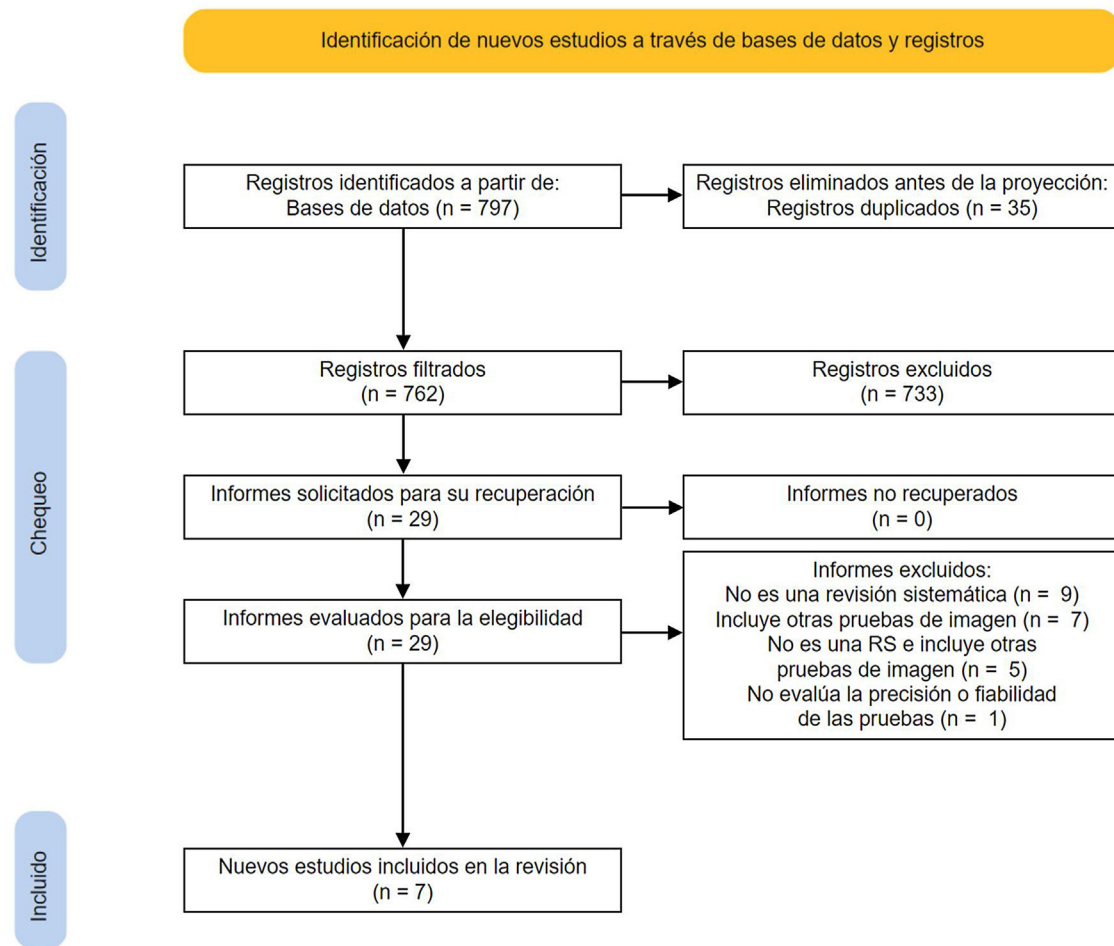 Identificación de nuevos estudios a través de bases de datos y registros
Identificación
Registros identificados a partir de:
Bases de datos (n = 797)
Registros eliminados antes de la proyección:
Registros duplicados (n = 35)
Chequeo
Registros filtrados
(n = 762)
Registros excluidos
(n = 733)
Informes solicitados para su recuperación
(n = 29)
Informes no recuperados
(n = 0)
Informes evaluados para la elegibilidad
(n = 29)
Informes excluidos:
No es una revisión sistemática (n = 9)
Incluye otras pruebas de imagen (n = 7)
No es una RS e incluye otras
pruebas de imagen (n = 5)
No evalúa la precisión o fiabilidad
de las pruebas (n = 1)
Incluido
Nuevos estudios incluidos en la revisión
(n = 7)